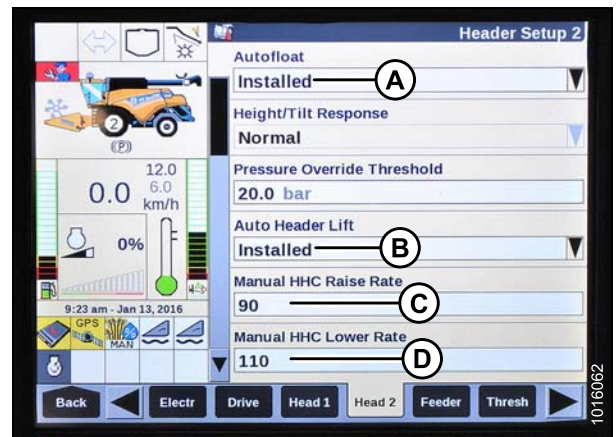 Header Setup 2
Autofloat
Installed
A
Height/Tilt Response
Normal
Pressure Override Threshold
20.0 bar
Auto Header Lift
Installed
B
Manual HHC Raise Rate
90
C
Manual HHC Lower Rate
110
D
2
(P)
12.0
0.0
6.0
km/h
0%
F
9:23 am - Jan 13, 2016
GPS
MAN
Back
Electr
Drive
Head 1
Head 2
Feeder
Thresh
1016062